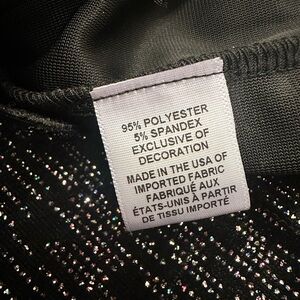 95% POLYESTER
5% SPANDEX
EXCLUSIVE OF
DECORATION
MADE IN THE USA OF
IMPORTED FABRIC
FABRIQUÉ AUX
ÉTATS-UNIS À PARTIR
DE TISSU IMPORTÉ